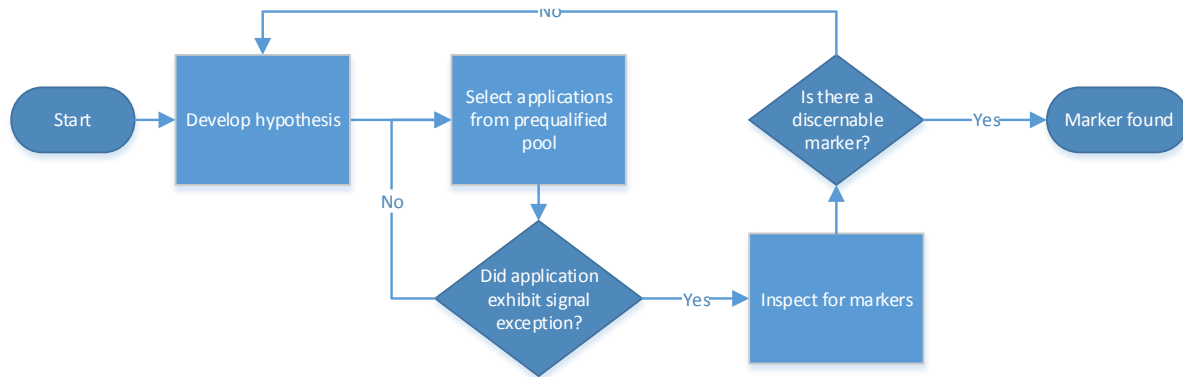 No
Start
Develop hypothesis
Select applications
from prequalified
pool
Is there a
discernable
marker?
Yes
Marker found
No
Did application
exhibit signal
exception?
Yes
Inspect for markers